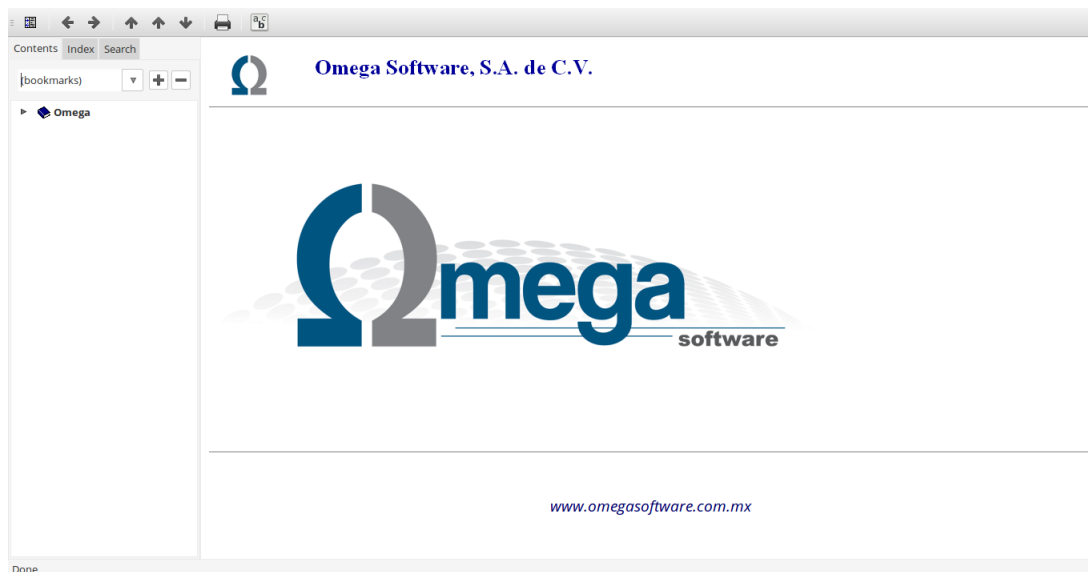 a c
b
Contents Index Search
(bookmarks)
Omega
Omega Software, S.A. de C.V.
Ωmega
software
www.omegasoftware.com.mx
Done